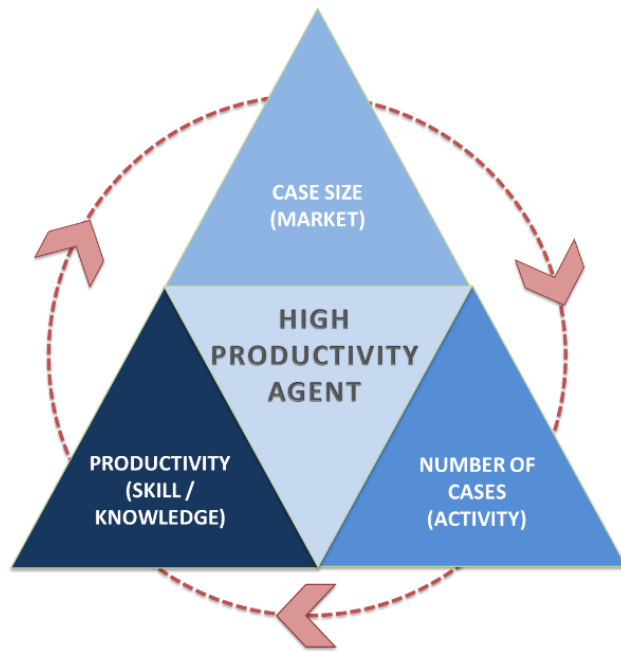 CASE SIZE
(MARKET)
HIGH
PRODUCTIVITY
AGENT
PRODUCTIVITY
(SKILL /
KNOWLEDGE)
NUMBER OF
CASES
(ACTIVITY)